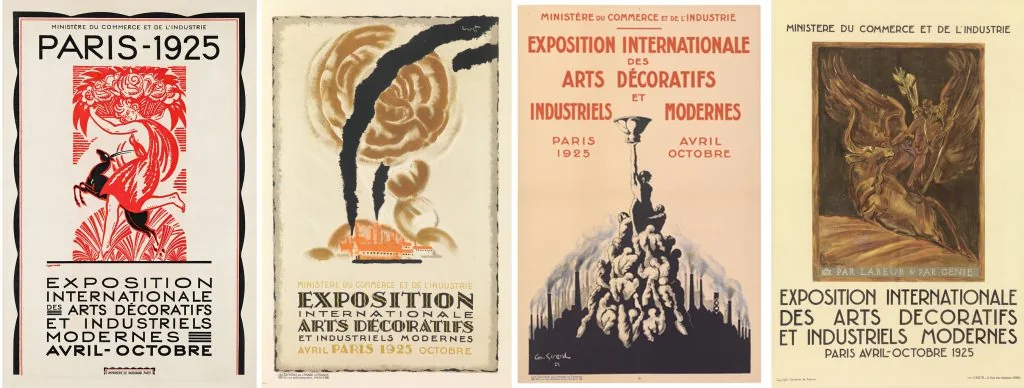 MINISTÈRE DU COMMERCE ET DE L'INDUSTRIE
PARIS-1925
EXPOSITION
INTERNATIONALE
DES ARTS DÉCORATIFS
ET INDUSTRIELS
MODERNES
AVRIL-OCTOBRE
MINISTÈRE DU COMMERCE ET DE L'INDUSTRIE
EXPOSITION
INTERNATIONALE
ARTS DÉCORATIFS
ET INDUSTRIELS MODERNES
AVRIL PARIS 1925 OCTOBRE
MINISTÈRE DU COMMERCE ET DE L'INDUSTRIE
EXPOSITION INTERNATIONALE
DES
ARTS DÉCORATIFS
ET
INDUSTRIELS MODERNES
PARIS AVRIL
1925 OCTOBRE
Girard
MINISTERE DU COMMERCE ET DE L'INDUSTRIE
PAR LABEUR & PAR GENIE
EXPOSITION INTERNATIONALE
DES ARTS DECORATIFS
ET INDUSTRIELS MODERNES
PARIS AVRIL-OCTOBRE 1925